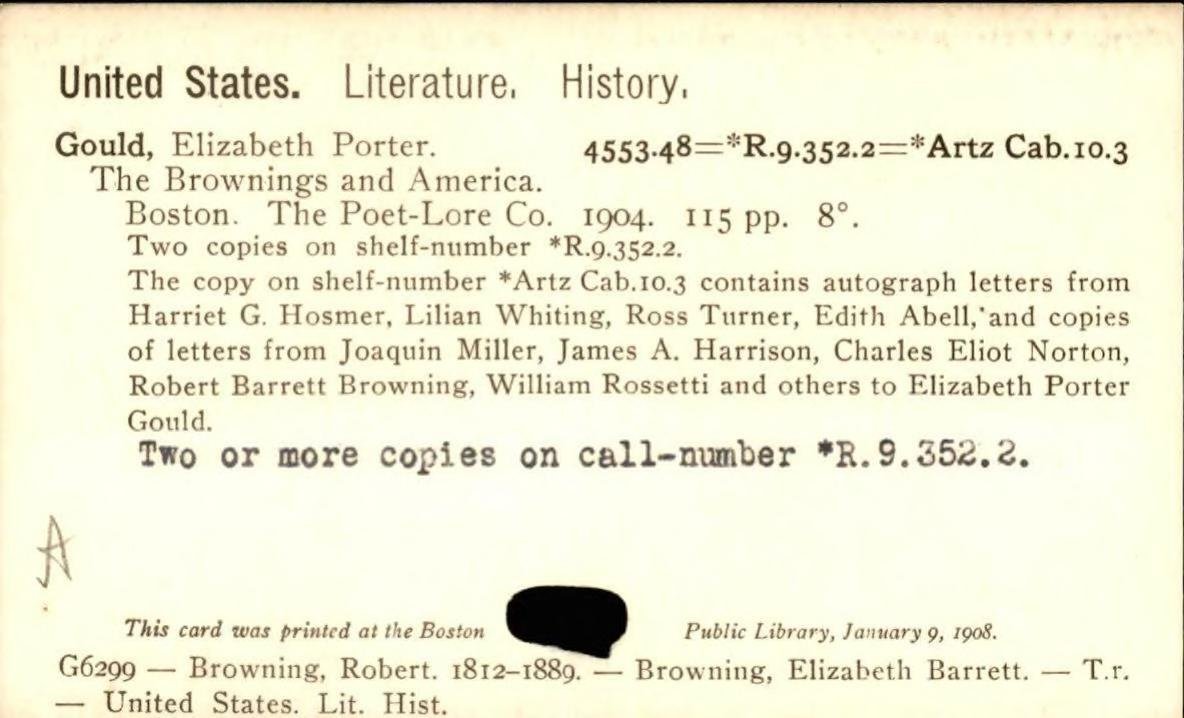 United States. Literature. History.
Gould, Elizabeth Porter. 4553.48=*R.9.352.2=*Artz Cab.10.3
The Brownings and America.
Boston. The Poet-Lore Co. 1904. 115 pp. 8°.
Two copies on shelf-number *R.9.352.2.
The copy on shelf-number *Artz Cab.10.3 contains autograph letters from
Harriet G. Hosmer, Lilian Whiting, Ross Turner, Edith Abell, and copies
of letters from Joaquin Miller, James A. Harrison, Charles Eliot Norton,
Robert Barrett Browning, William Rossetti and others to Elizabeth Porter
Gould.
Two or more copies on call-number *R.9.352.2.
A
This card was printed at the Boston Public Library, January 9, 1908.
G6299 — Browning, Robert. 1812–1889. — Browning, Elizabeth Barrett. — T.r.
— United States. Lit. Hist.